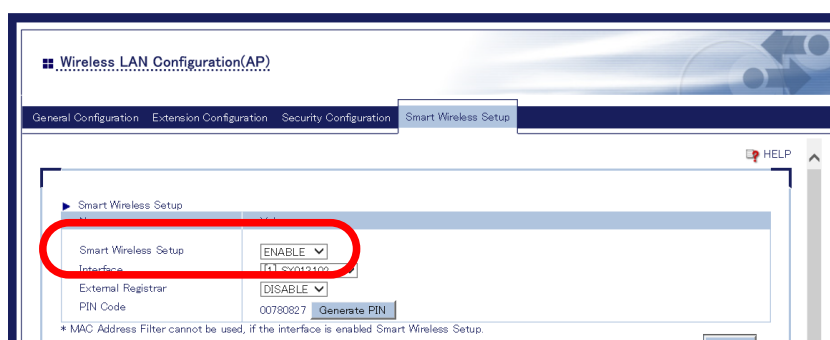 Wireless LAN Configuration(AP)
General Configuration Extension Configuration Security Configuration Smart Wireless Setup
HELP
Smart Wireless Setup
Smart Wireless Setup ENABLE
Interface
External Registrar DISABLE
PIN Code 00780827 Generate PIN
* MAC Address Filter cannot be used, if the interface is enabled Smart Wireless Setup.